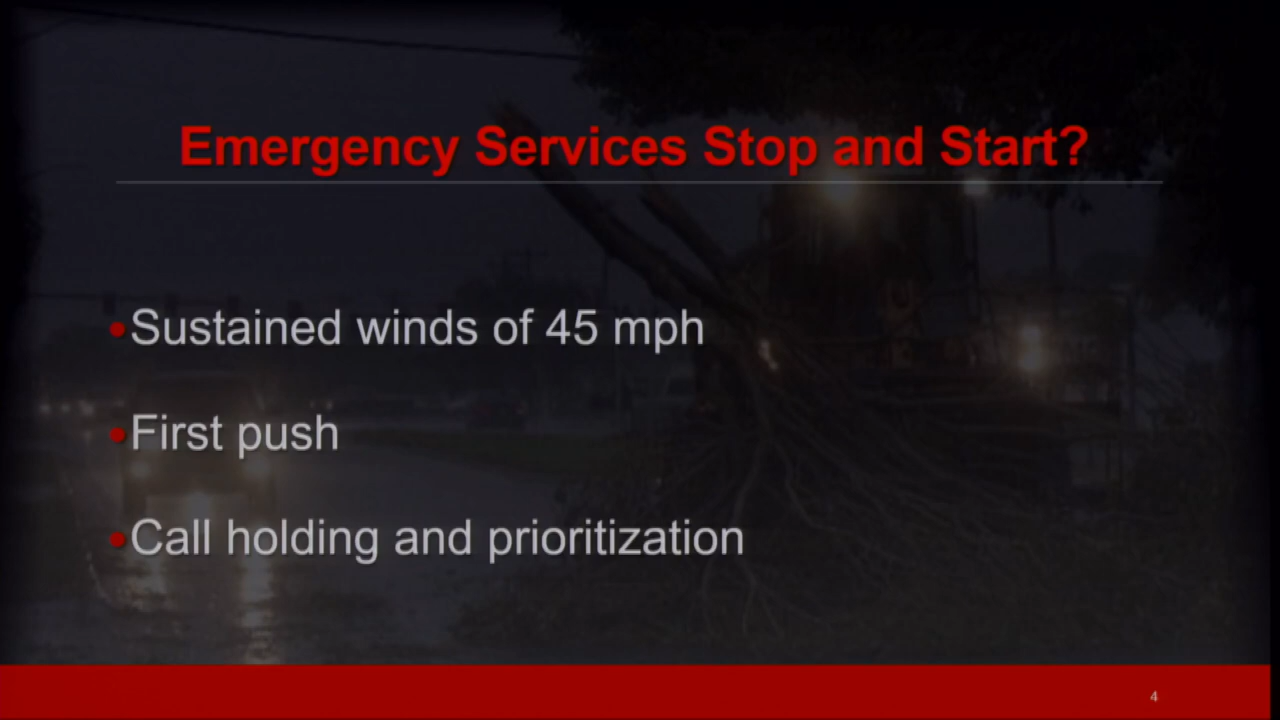 Emergency Services Stop and Start?
•Sustained winds of 45 mph
•First push
•Call holding and prioritization
4